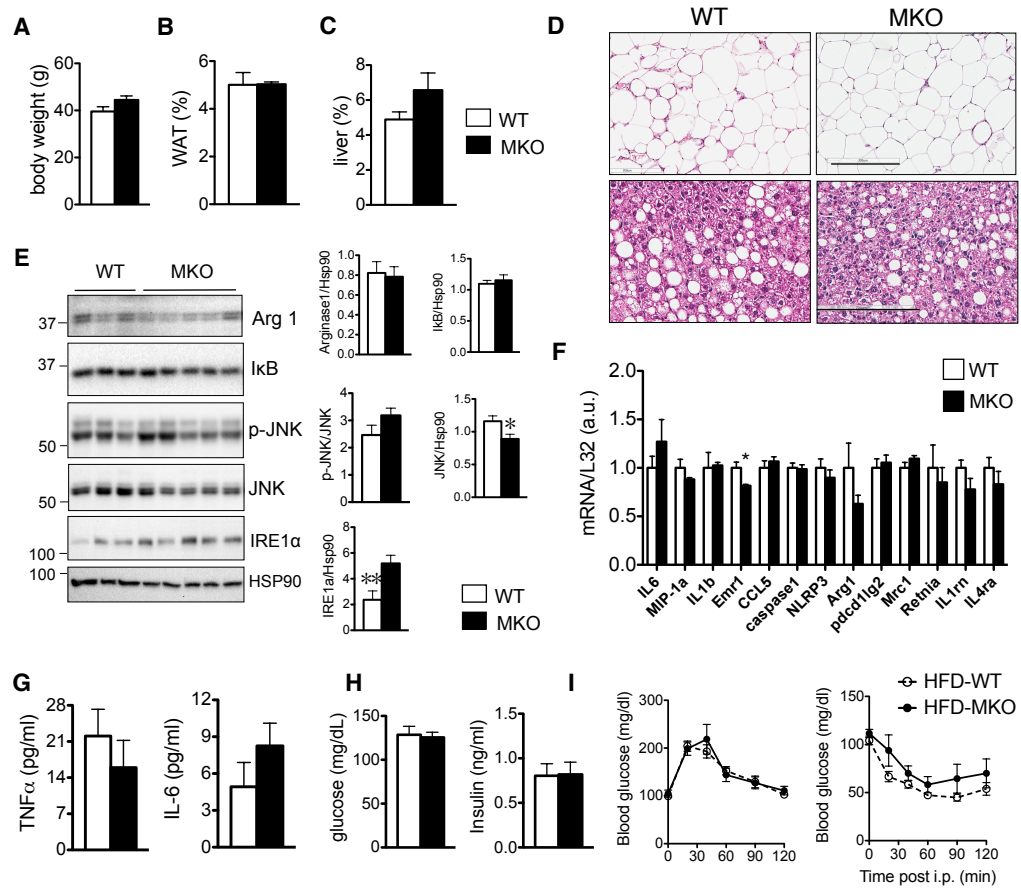 A
body weight (g)
60
40
20
0
B
WAT (%)
6
4
2
0
C
liver (%)
8
6
4
2
0
WT
MKO
D
WT
MKO
E
WT
MKO
37
Arg 1
37
IκB
50
p-JNK
50
JNK
100
IRE1α
100
HSP90
Arginase1/Hsp90
1.0
0.8
0.6
0.4
0.2
0.0
IκB/Hsp90
1.5
1.0
0.5
0.0
p-JNK/JNK
4
3
2
1
0
JNK/Hsp90
1.5
1.0
0.5
0.0
*
IRE1a/Hsp90
8
6
4
2
0
**
WT
MKO
F
WT
MKO
mRNA/L32 (a.u.)
2.0
1.5
1.0
0.5
0.0
*
IL6
MIP-1a
IL1b
Emr1
CCL5
caspase1
NLRP3
Arg1
pdcd1lg2
Mrc1
Retnia
IL1rn
IL4ra
G
TNFα (pg/ml)
28
21
14
7
0
IL-6 (pg/ml)
12
9
6
3
0
H
glucose (mg/dL)
150
100
50
0
Insulin (ng/ml)
2.0
1.5
1.0
0.5
0.0
I
Blood glucose (mg/dl)
300
200
100
0
0 30 60 90 120
HFD-WT
HFD-MKO
Blood glucose (mg/dl)
150
100
50
0
0 30 60 90 120
Time post i.p. (min)